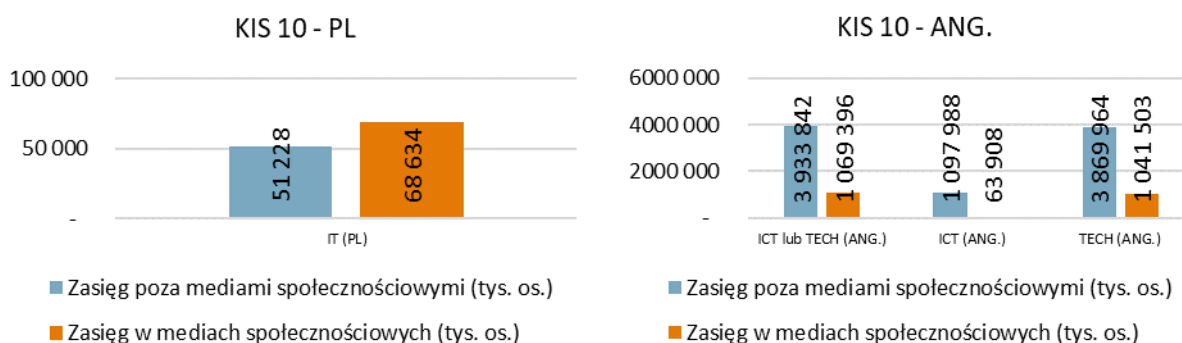 KIS 10 - PL
100 000
50 000
-
51 228
68 634
IT (PL)
Zasięg poza mediami społecznościowymi (tys. os.)
Zasięg w mediach społecznościowych (tys. os.)
KIS 10 - ANG.
6000 000
4000 000
2000 000
-
3 933 842
1 069 396
1 097 988
63 908
3 869 964
1 041 503
ICT lub TECH (ANG.)
ICT (ANG.)
TECH (ANG.)
Zasięg poza mediami społecznościowymi (tys. os.)
Zasięg w mediach społecznościowych (tys. os.)